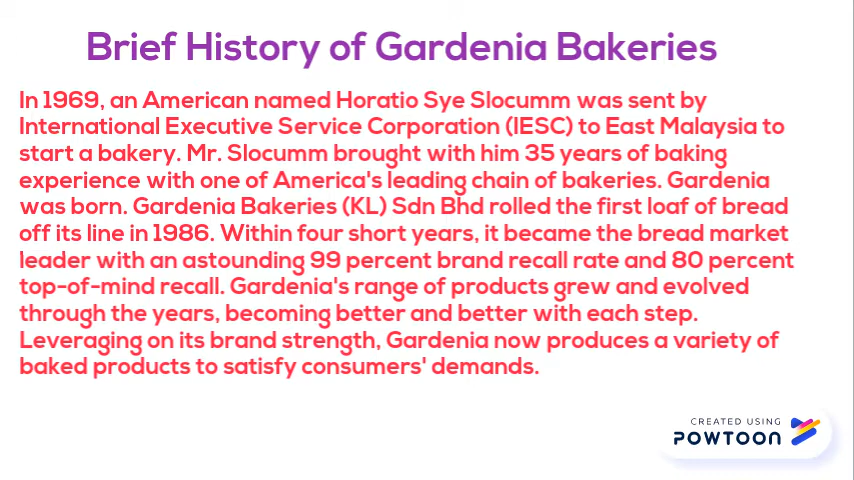 Brief History of Gardenia Bakeries
In 1969, an American named Horatio Sye Slocumm was sent by
International Executive Service Corporation (IESC) to East Malaysia to
start a bakery. Mr. Slocumm brought with him 35 years of baking
experience with one of America's leading chain of bakeries. Gardenia
was born. Gardenia Bakeries (KL) Sdn Bhd rolled the first loaf of bread
off its line in 1986. Within four short years, it became the bread market
leader with an astounding 99 percent brand recall rate and 80 percent
top-of-mind recall. Gardenia's range of products grew and evolved
through the years, becoming better and better with each step.
Leveraging on its brand strength, Gardenia now produces a variety of
baked products to satisfy consumers' demands.
CREATED USING
POWTOON